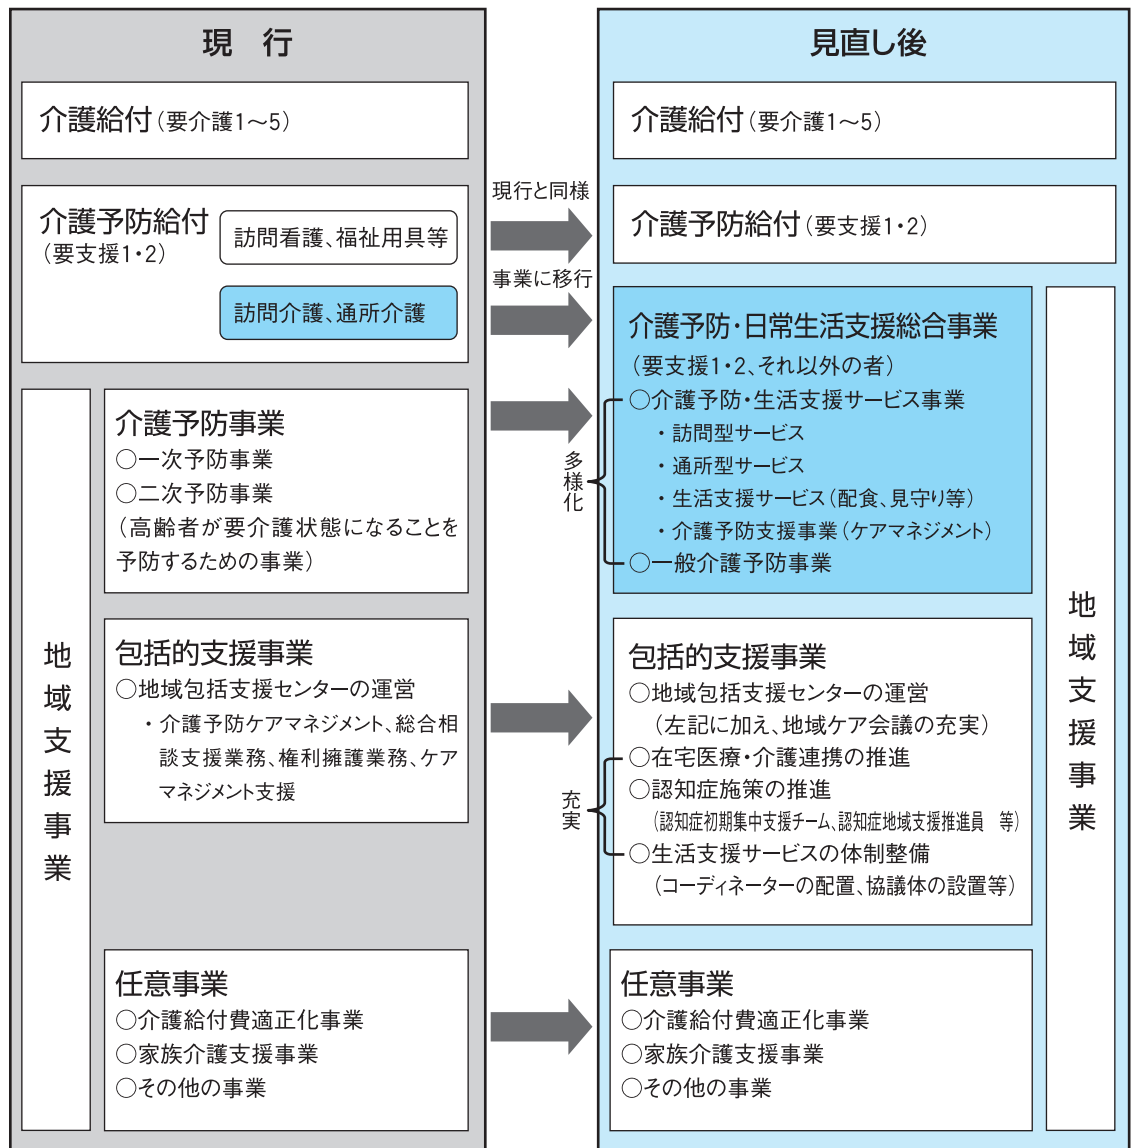 現　行
介護給付（要介護1～5）
介護予防給付
（要支援1・2）
訪問看護、福祉用具等
訪問介護、通所介護
地域支援事業
介護予防事業
○一次予防事業
○二次予防事業
（高齢者が要介護状態になることを
予防するための事業）
包括的支援事業
○地域包括支援センターの運営
・介護予防ケアマネジメント、総合相
談支援業務、権利擁護業務、ケア
マネジメント支援
任意事業
○介護給付費適正化事業
○家族介護支援事業
○その他の事業
現行と同様
事業に移行
多様化
充実
見直し後
介護給付（要介護1～5）
介護予防給付（要支援1・2）
介護予防・日常生活支援総合事業
（要支援1・2、それ以外の者）
○介護予防・生活支援サービス事業
・訪問型サービス
・通所型サービス
・生活支援サービス（配食、見守り等）
・介護予防支援事業（ケアマネジメント）
○一般介護予防事業
包括的支援事業
○地域包括支援センターの運営
（左記に加え、地域ケア会議の充実）
○在宅医療・介護連携の推進
○認知症施策の推進
（認知症初期集中支援チーム、認知症地域支援推進員　等）
○生活支援サービスの体制整備
（コーディネーターの配置、協議体の設置等）
任意事業
○介護給付費適正化事業
○家族介護支援事業
○その他の事業
地域支援事業